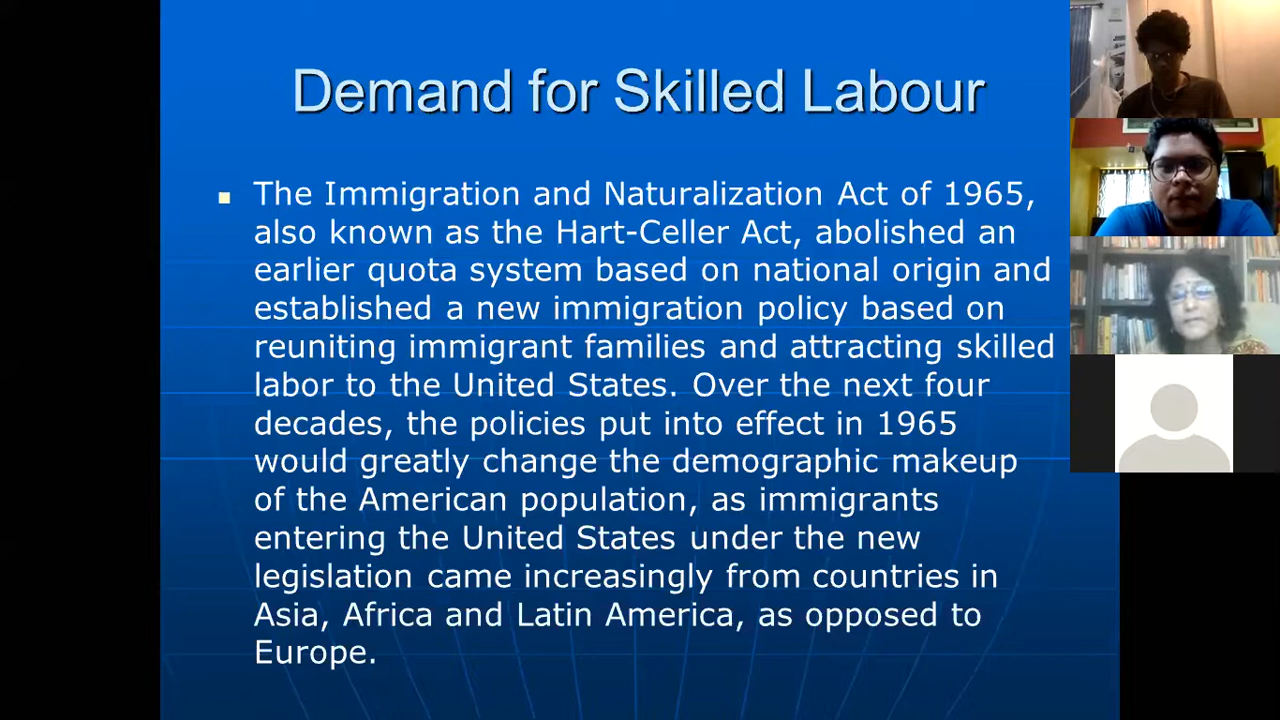 Demand for Skilled Labour
The Immigration and Naturalization Act of 1965,
also known as the Hart-Celler Act, abolished an
earlier quota system based on national origin and
established a new immigration policy based on
reuniting immigrant families and attracting skilled
labor to the United States. Over the next four
decades, the policies put into effect in 1965
would greatly change the demographic makeup
of the American population, as immigrants
entering the United States under the new
legislation came increasingly from countries in
Asia, Africa and Latin America, as opposed to
Europe.